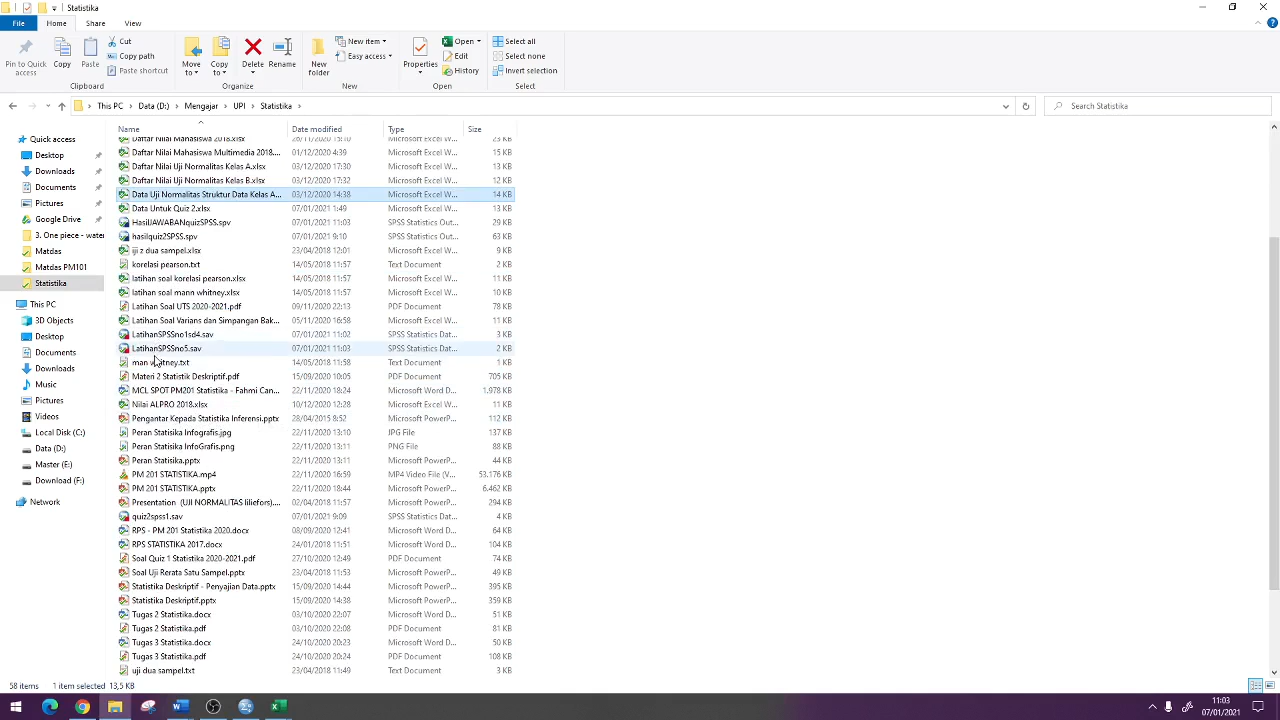 Statistika
File Home Share View
Pin to Quick access
Copy
Paste
Cut
Copy path
Paste shortcut
Clipboard
Move to
Copy to
Delete
Rename
Organize
New folder
New item
Easy access
New
Properties
Open
Edit
History
Open
Select all
Select none
Invert selection
Select
This PC > Data (D:) > Mengajar > UPI > Statistika >
Search Statistika
Name Date modified Type Size
Quick access
Desktop
Downloads
Documents
Pictures
Google Drive
3. One piece - water
Matdas
Matdas PM101
Statistika
This PC
3D Objects
Desktop
Documents
Downloads
Music
Pictures
Videos
Local Disk (C:)
Data (D:)
Master (E:)
Download (F:)
Network
Daftar Nilai Mahasiswa 2018.xlsx 26/11/2020 15:10 Microsoft Excel W... 23 KB
Daftar Nilai Mahasiswa Multimedia 2018.... 01/12/2020 4:39 Microsoft Excel W... 15 KB
Daftar Nilai Uji Normalitas Kelas A.xlsx 03/12/2020 17:30 Microsoft Excel W... 13 KB
Daftar Nilai Uji Normalitas Kelas B.xlsx 03/12/2020 17:32 Microsoft Excel W... 12 KB
Data Uji Normalitas Struktur Data Kelas A... 03/12/2020 14:38 Microsoft Excel W... 14 KB
Data Untuk Quiz 2.xlsx 07/01/2021 1:49 Microsoft Excel W... 13 KB
HasilJAWABANquizSPSS.spv 07/01/2021 11:03 SPSS Statistics Out... 29 KB
hasilquiz2SPSS.spv 07/01/2021 9:10 SPSS Statistics Out... 63 KB
iji z dua sampel.xlsx 23/04/2018 12:01 Microsoft Excel W... 9 KB
korelasi pearson.txt 14/05/2018 11:57 Text Document 2 KB
latihan soal korelasi pearson.xlsx 14/05/2018 11:57 Microsoft Excel W... 11 KB
latihan soal mann whitney.xlsx 14/05/2018 11:57 Microsoft Excel W... 10 KB
Latihan Soal UTS 2020-2021.pdf 09/11/2020 22:13 PDF Document 78 KB
Latihan Soal Varians dan Simpangan Bak... 05/11/2020 16:58 Microsoft Excel W... 11 KB
LatihanSPSSno1sd4.sav 07/01/2021 11:02 SPSS Statistics Dat... 3 KB
LatihanSPSSno5.sav 07/01/2021 11:03 SPSS Statistics Dat... 2 KB
man whitney.txt 14/05/2018 11:58 Text Document 1 KB
Materi 2 Statistik Deskriptif.pdf 15/09/2020 10:05 PDF Document 705 KB
MCL SPOT PM201 Statistika - Fahmi Can... 22/11/2020 18:24 Microsoft Word D... 1.978 KB
Nilai ALPRO 2018.xlsx 10/12/2020 12:28 Microsoft Excel W... 11 KB
Pengantar Kepada Statistika Inferensi.pptx 28/04/2015 8:52 Microsoft PowerP... 112 KB
Peran Statistika Infografis.jpg 22/11/2020 13:10 JPG File 137 KB
Peran Statistika InfoGrafis.png 22/11/2020 13:11 PNG File 88 KB
Peran Statistika.pptx 22/11/2020 13:11 Microsoft PowerP... 44 KB
PM 201 STATISTIKA.mp4 22/11/2020 16:59 MP4 Video File (V... 53.176 KB
PM 201 STATISTIKA.pptx 22/11/2020 18:44 Microsoft PowerP... 6.462 KB
Presentation (UJI NORMALITAS liliefors).... 02/04/2018 11:57 Microsoft PowerP... 294 KB
quiz2spss1.sav 07/01/2021 9:09 SPSS Statistics Dat... 4 KB
RPS - PM 201 Statistika 2020.docx 08/09/2020 12:41 Microsoft Word D... 64 KB
RPS STATISTIKA 2017.docx 24/01/2018 11:51 Microsoft Word D... 104 KB
Soal Quiz 1 Statistika 2020-2021.pdf 27/10/2020 12:49 PDF Document 74 KB
Soal Uji Rerata Satu Sampel.pptx 23/04/2018 11:53 Microsoft PowerP... 49 KB
Statistika Deskriptif - Penyajian Data.pptx 15/09/2020 14:44 Microsoft PowerP... 395 KB
Statistika Deskriptif.pptx 15/09/2020 14:38 Microsoft PowerP... 359 KB
Tugas 2 Statistika.docx 03/10/2020 22:07 Microsoft Word D... 51 KB
Tugas 2 Statistika.pdf 03/10/2020 22:08 PDF Document 81 KB
Tugas 3 Statistika.docx 24/10/2020 20:23 Microsoft Word D... 50 KB
Tugas 3 Statistika.pdf 24/10/2020 20:24 PDF Document 108 KB
uji dua sampel.txt 23/04/2018 11:49 Text Document 3 KB
58 items 1 item selected 13,5 KB
11:03
07/01/2021